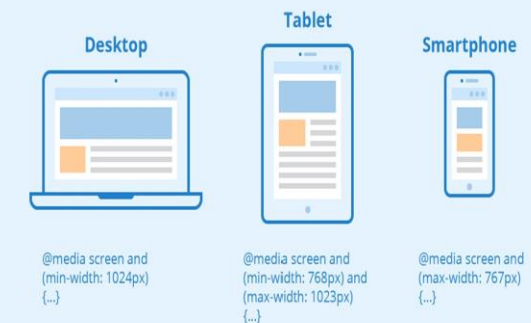 Desktop
Tablet
Smartphone
@media screen and
(min-width: 1024px)
{...}
@media screen and
(min-width: 768px) and
(max-width: 1023px)
{...}
@media screen and
(max-width: 767px)
{...}